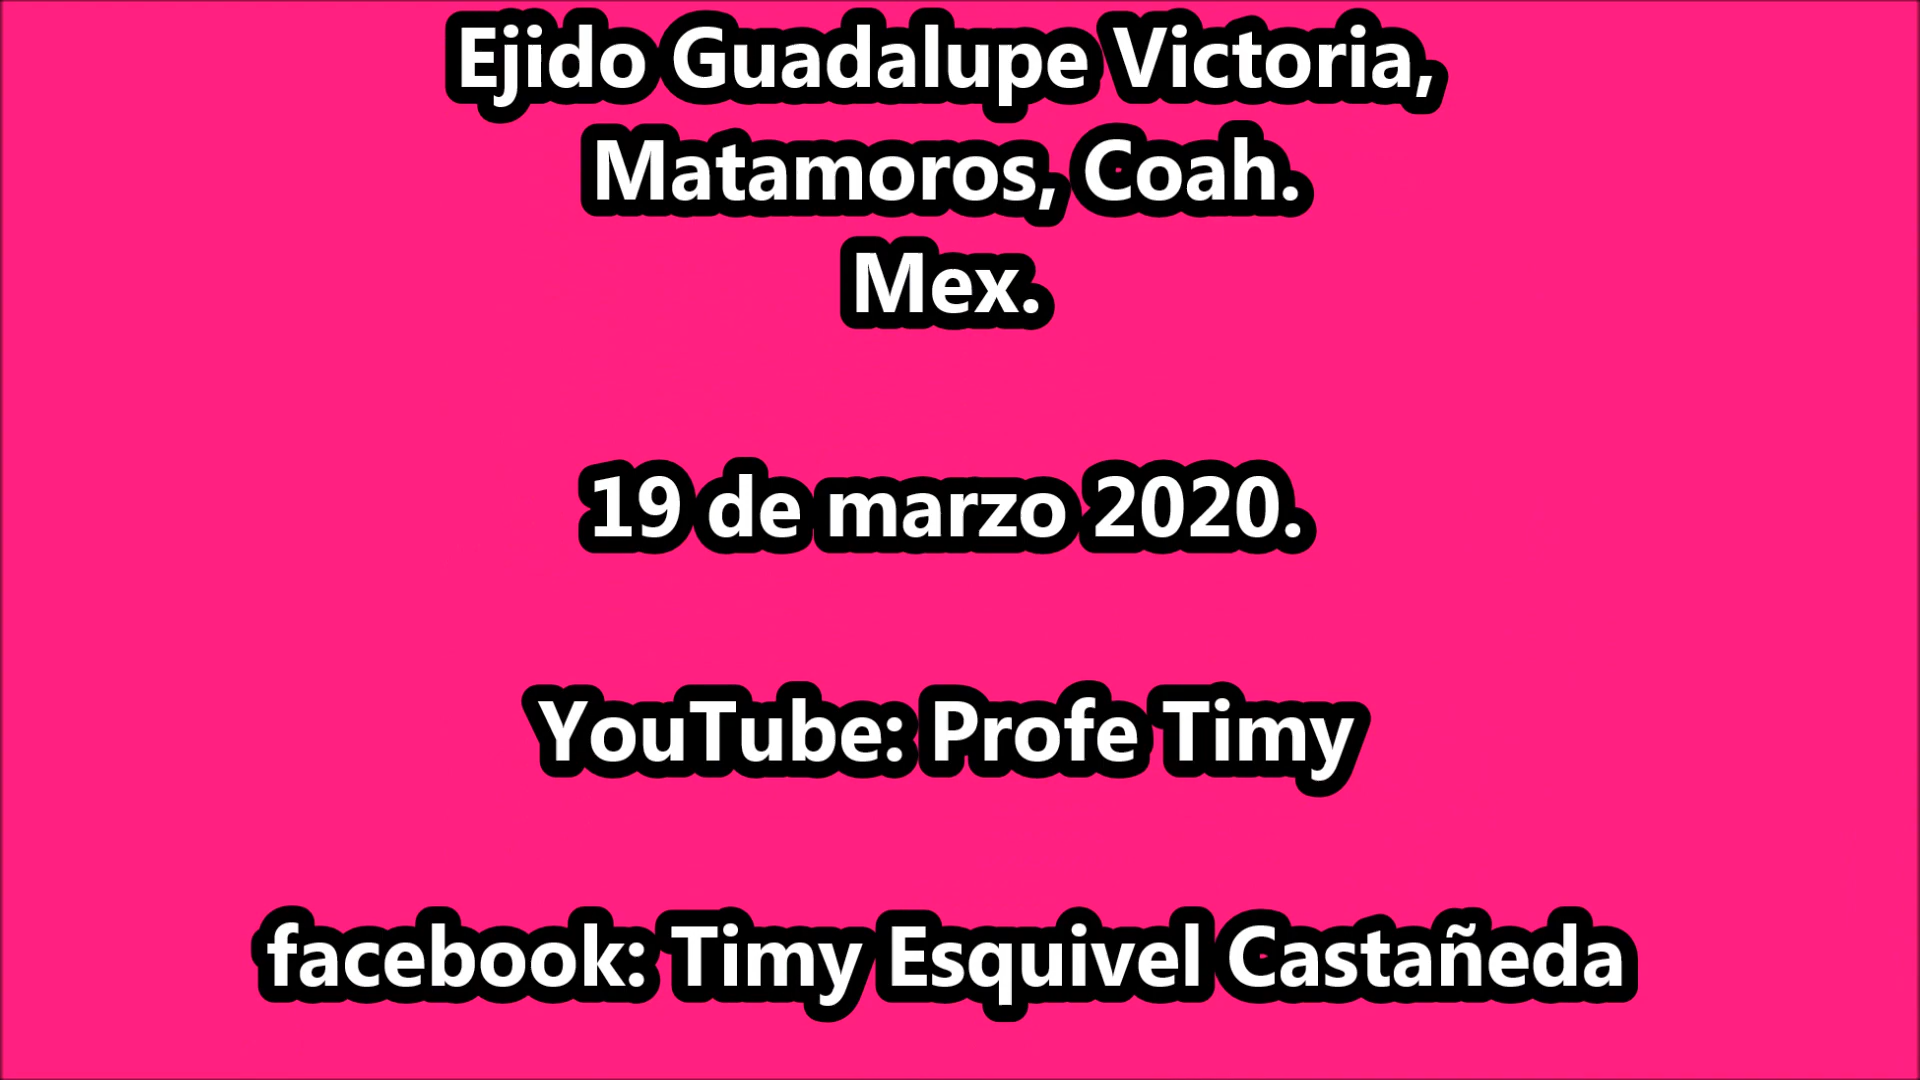 Ejido Guadalupe Victoria,
Matamoros, Coah.
Mex.
19 de marzo 2020.
YouTube: Profe Timy
facebook: Timy Esquivel Castañeda